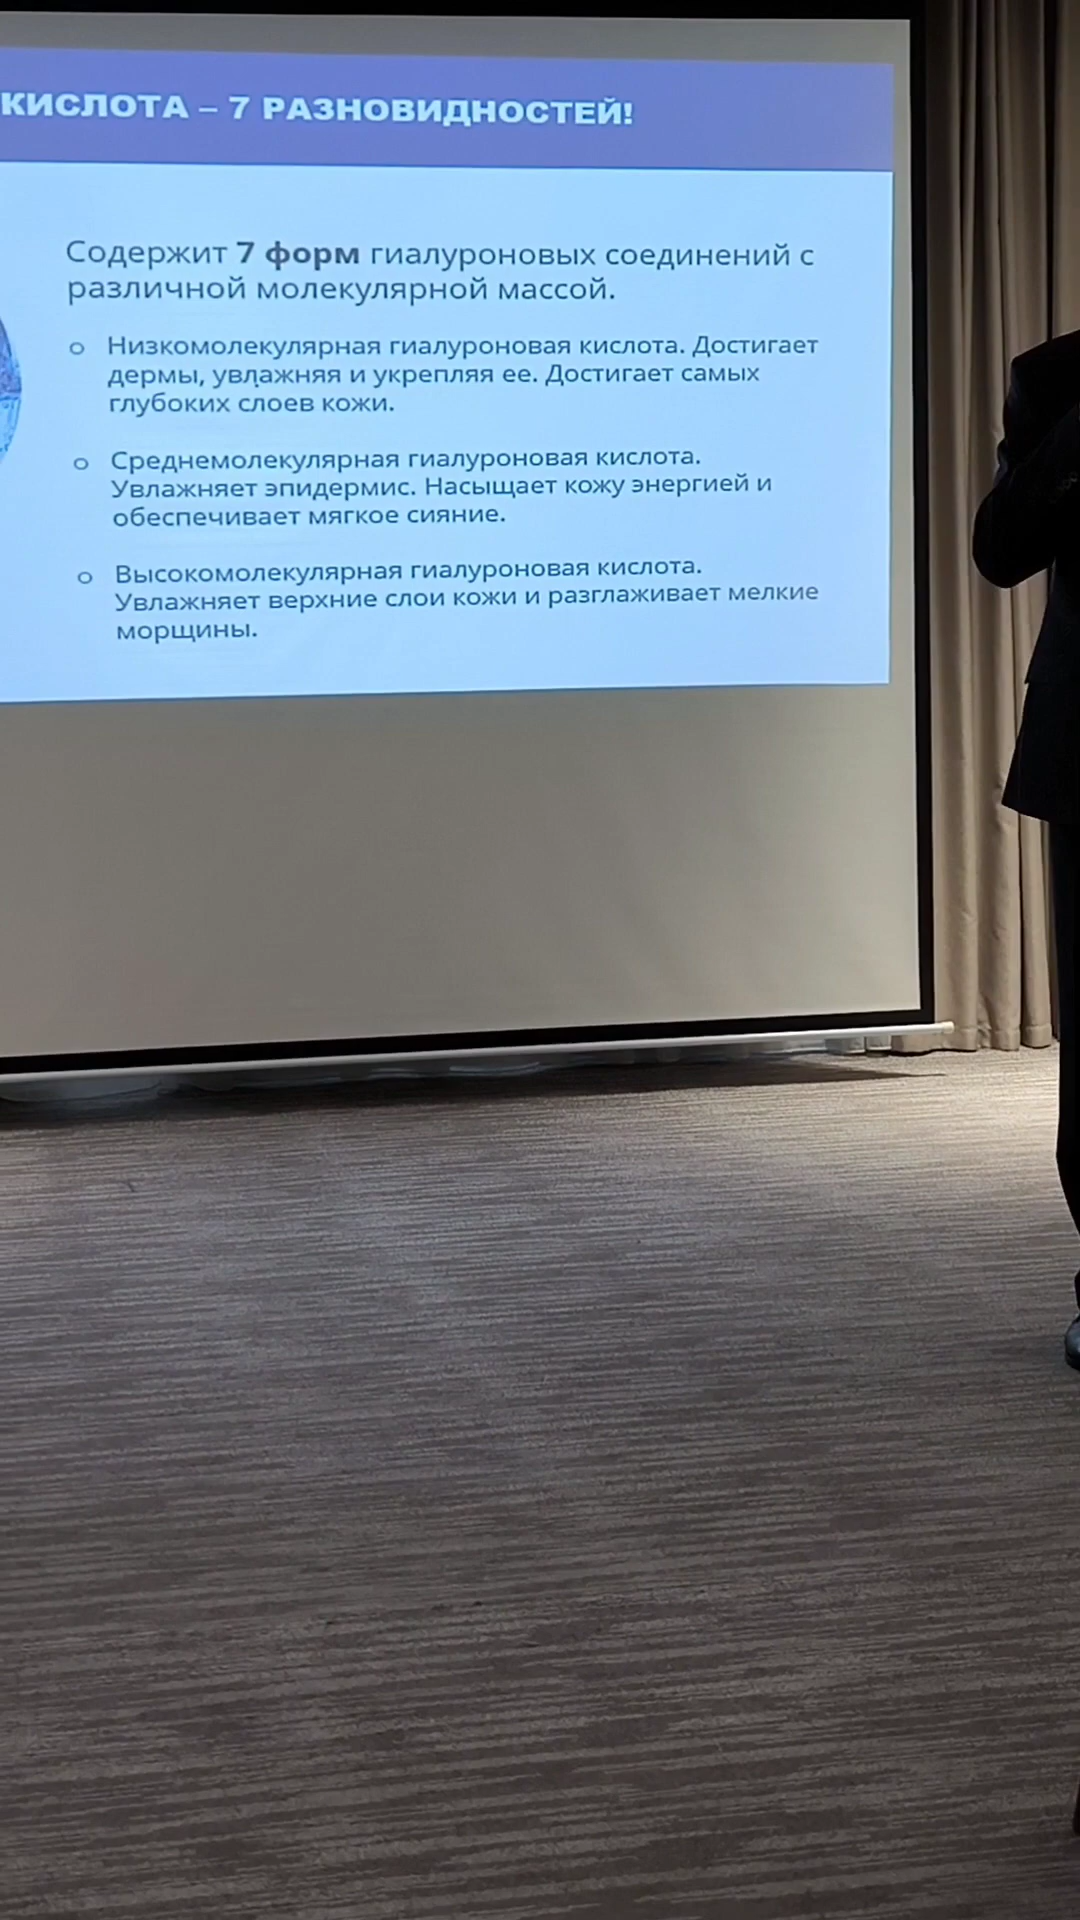 КИСЛОТА – 7 РАЗНОВИДНОСТЕЙ!
Содержит 7 форм гиалуроновых соединений с
различной молекулярной массой.
o Низкомолекулярная гиалуроновая кислота. Достигает
дермы, увлажняя и укрепляя ее. Достигает самых
глубоких слоев кожи.
o Среднемолекулярная гиалуроновая кислота.
Увлажняет эпидермис. Насыщает кожу энергией и
обеспечивает мягкое сияние.
o Высокомолекулярная гиалуроновая кислота.
Увлажняет верхние слои кожи и разглаживает мелкие
морщины.